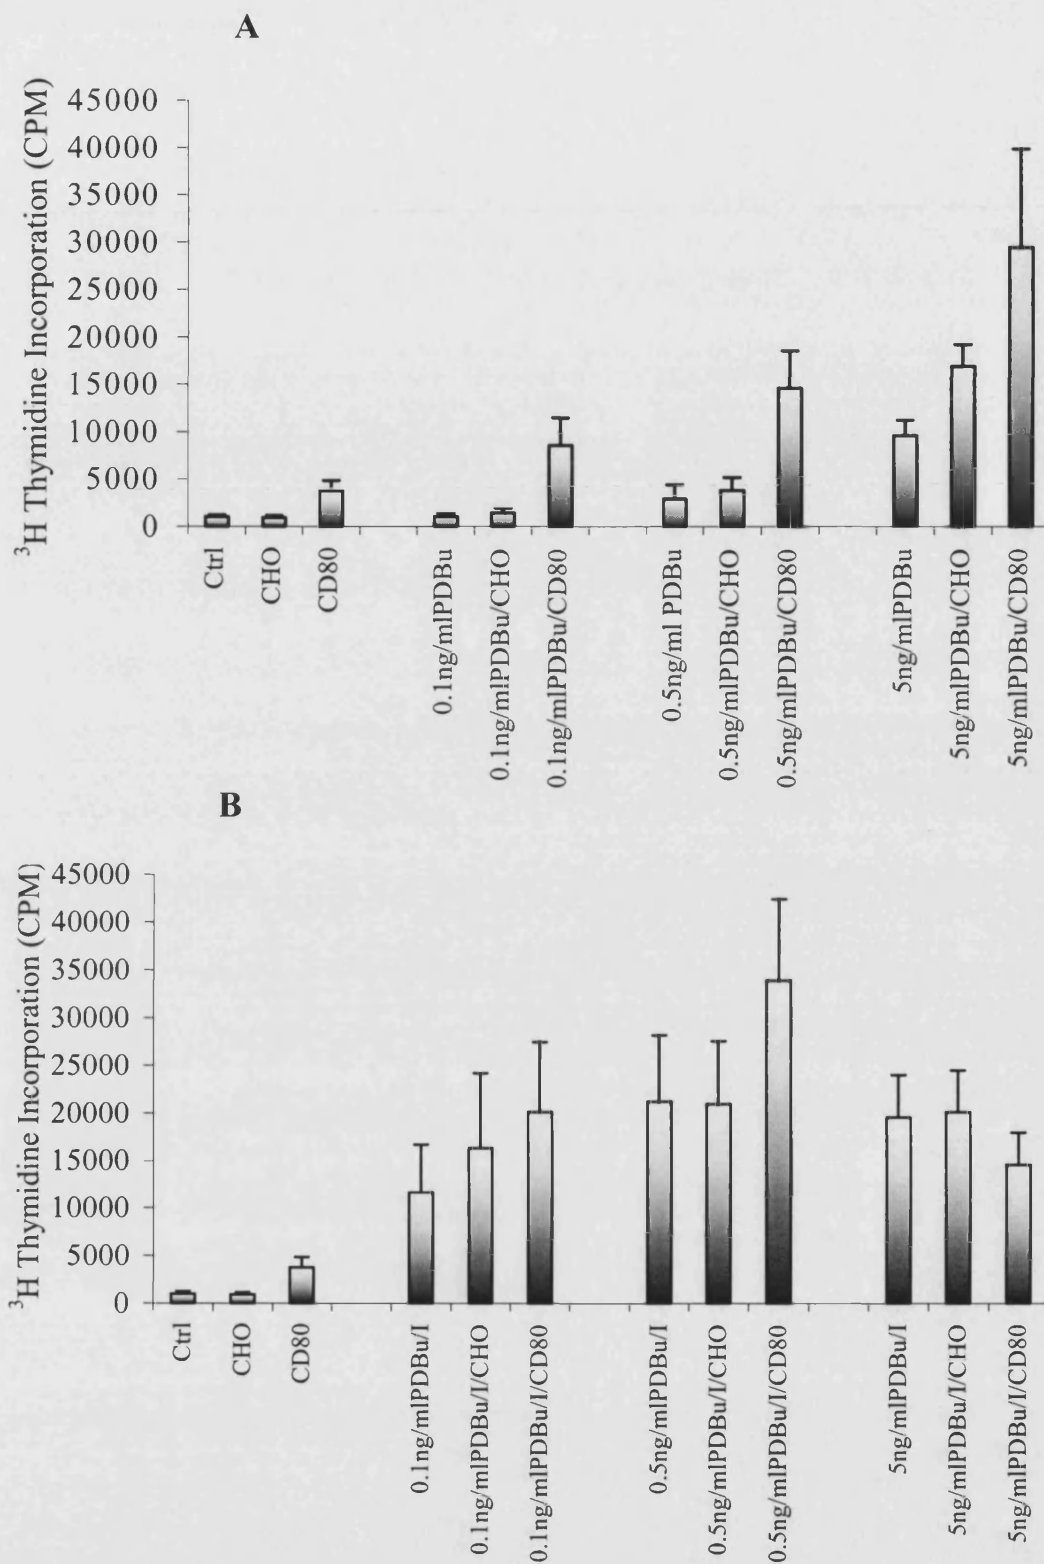 A
³H Thymidine Incorporation (CPM)
45000
40000
35000
30000
25000
20000
15000
10000
5000
0
Ctrl
CHO
CD80
0.1ng/mlPDBu
0.1ng/mlPDBu/CHO
0.1ng/mlPDBu/CD80
0.5ng/ml PDBu
0.5ng/mlPDBu/CHO
0.5ng/mlPDBu/CD80
5ng/mlPDBu
5ng/mlPDBu/CHO
5ng/mlPDBu/CD80
B
³H Thymidine Incorporation (CPM)
45000
40000
35000
30000
25000
20000
15000
10000
5000
0
Ctrl
CHO
CD80
0.1ng/mlPDBu/I
0.1ng/mlPDBu/I/CHO
0.1ng/mlPDBu/I/CD80
0.5ng/mlPDBu/I
0.5ng/mlPDBu/I/CHO
0.5ng/mlPDBu/I/CD80
5ng/mlPDBu/I
5ng/mlPDBu/I/CHO
5ng/mlPDBu/I/CD80